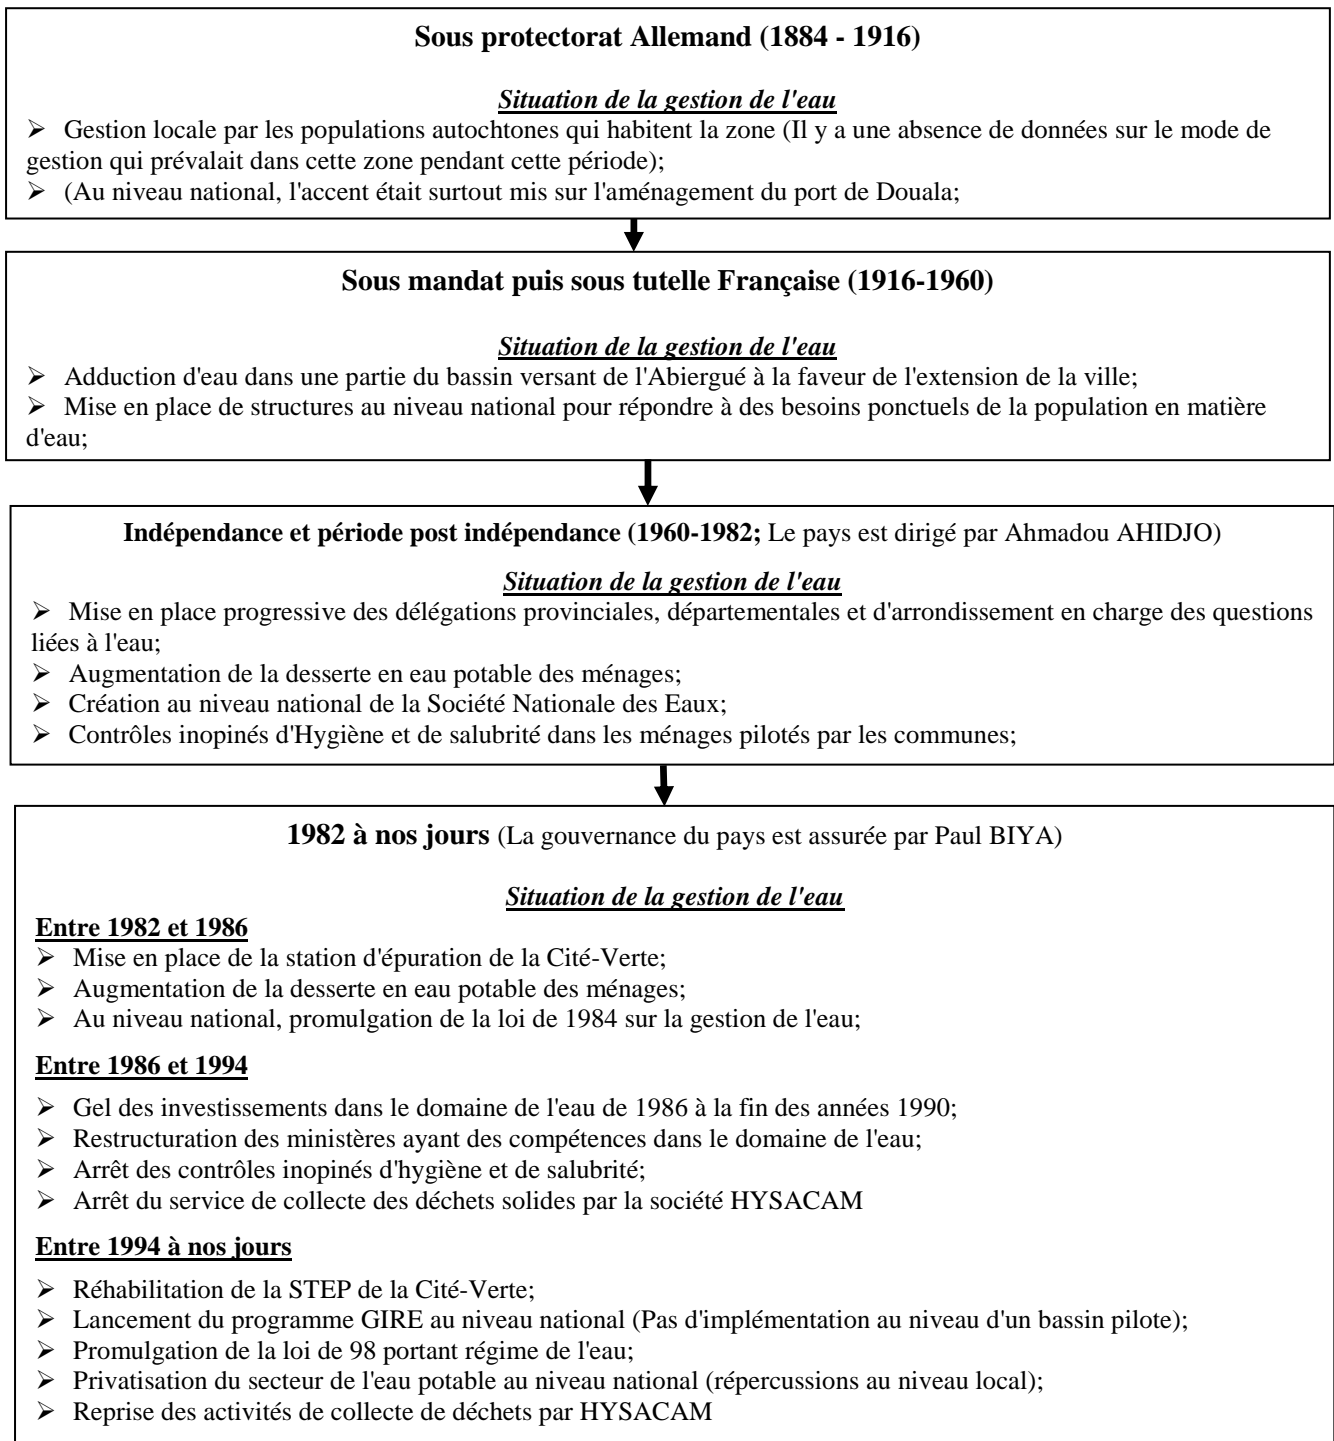 Sous protectorat Allemand (1884 - 1916)
Situation de la gestion de l'eau
➢ Gestion locale par les populations autochtones qui habitent la zone (Il y a une absence de données sur le mode de
gestion qui prévalait dans cette zone pendant cette période);
➢ (Au niveau national, l'accent était surtout mis sur l'aménagement du port de Douala;
Sous mandat puis sous tutelle Française (1916-1960)
Situation de la gestion de l'eau
➢ Adduction d'eau dans une partie du bassin versant de l'Abiergué à la faveur de l'extension de la ville;
➢ Mise en place de structures au niveau national pour répondre à des besoins ponctuels de la population en matière
d'eau;
Indépendance et période post indépendance (1960-1982; Le pays est dirigé par Ahmadou AHIDJO)
Situation de la gestion de l'eau
➢ Mise en place progressive des délégations provinciales, départementales et d'arrondissement en charge des questions
liées à l'eau;
➢ Augmentation de la desserte en eau potable des ménages;
➢ Création au niveau national de la Société Nationale des Eaux;
➢ Contrôles inopinés d'Hygiène et de salubrité dans les ménages pilotés par les communes;
1982 à nos jours (La gouvernance du pays est assurée par Paul BIYA)
Situation de la gestion de l'eau
Entre 1982 et 1986
➢ Mise en place de la station d'épuration de la Cité-Verte;
➢ Augmentation de la desserte en eau potable des ménages;
➢ Au niveau national, promulgation de la loi de 1984 sur la gestion de l'eau;
Entre 1986 et 1994
➢ Gel des investissements dans le domaine de l'eau de 1986 à la fin des années 1990;
➢ Restructuration des ministères ayant des compétences dans le domaine de l'eau;
➢ Arrêt des contrôles inopinés d'hygiène et de salubrité;
➢ Arrêt du service de collecte des déchets solides par la société HYSACAM
Entre 1994 à nos jours
➢ Réhabilitation de la STEP de la Cité-Verte;
➢ Lancement du programme GIRE au niveau national (Pas d'implémentation au niveau d'un bassin pilote);
➢ Promulgation de la loi de 98 portant régime de l'eau;
➢ Privatisation du secteur de l'eau potable au niveau national (répercussions au niveau local);
➢ Reprise des activités de collecte de déchets par HYSACAM